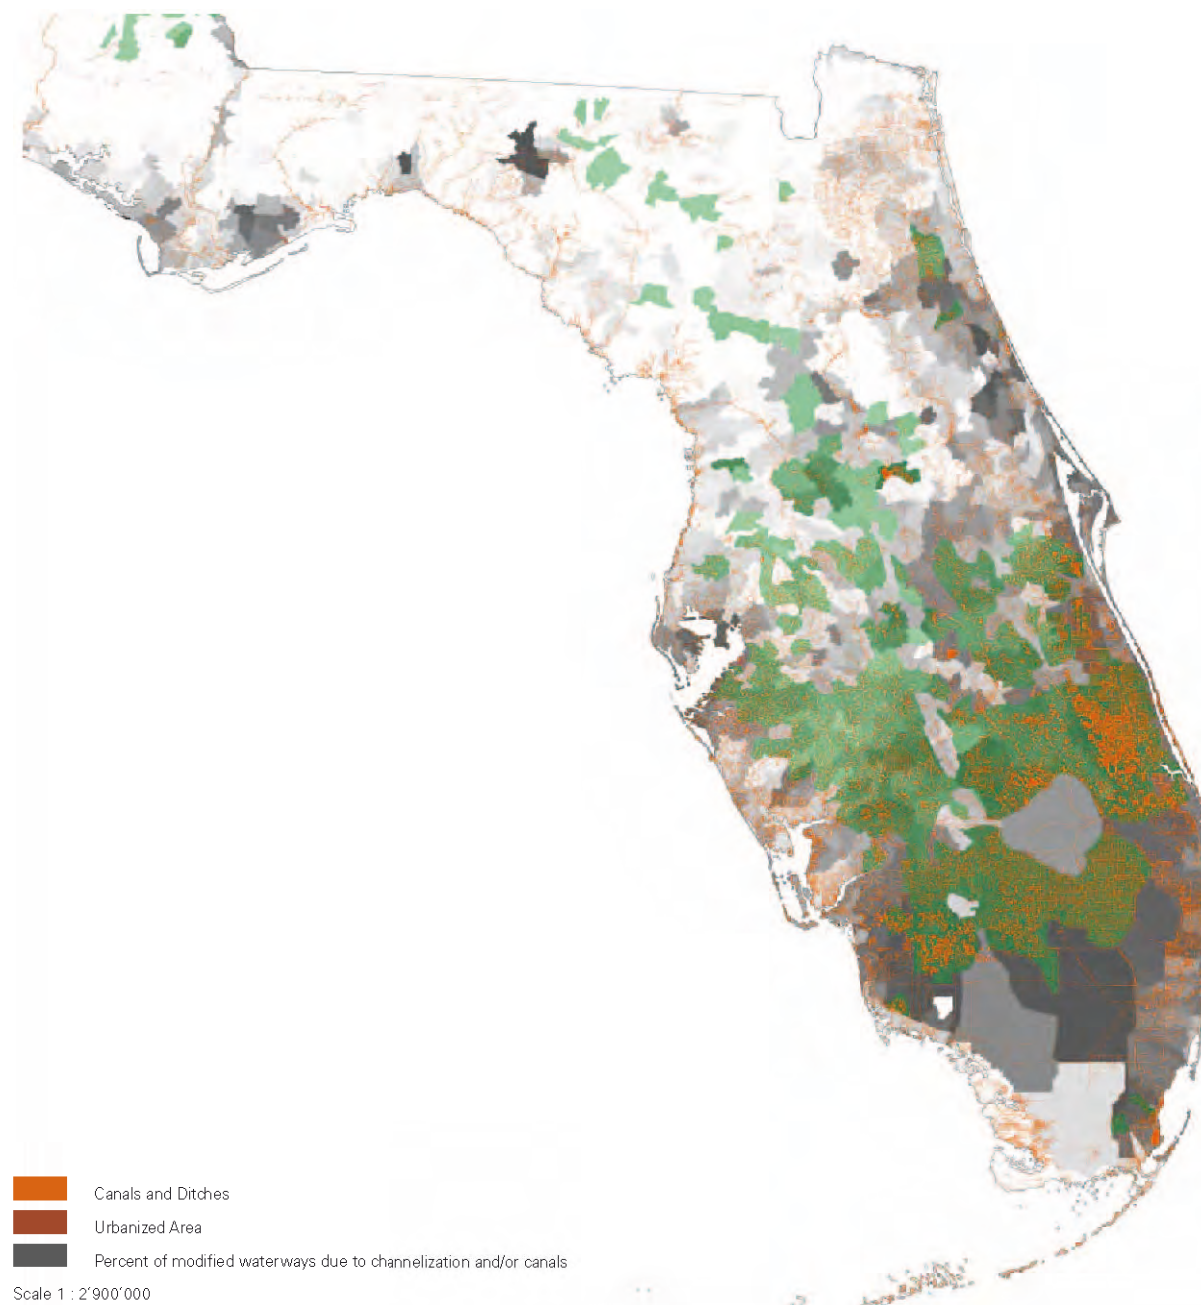 Canals and Ditches
Urbanized Area
Percent of modified waterways due to channelization and/or canals
Scale 1 : 2'900'000